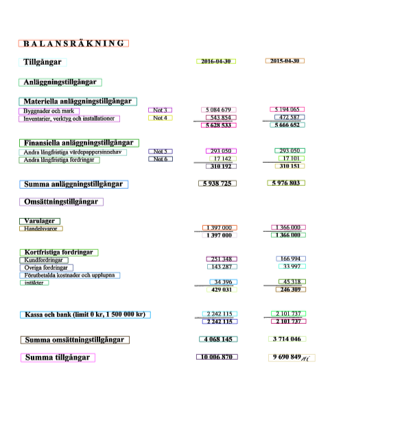 BALANSRÄKNING
Tillgångar 2016-04-30 2015-04-30
Anläggningstillgångar
Materiella anläggningstillgångar
Byggnader och mark Not 3 5 084 679 5 194 065
Inventarier, verktyg och installationer Not 4 543 854 472 587
5 628 533 5 666 652
Finansiella anläggningstillgångar
Andra långfristiga värdepappersinnehav Not 5 293 050 293 050
Andra långfristiga fordringar Not 6 17 142 17 101
310 192 310 151
Summa anläggningstillgångar 5 938 725 5 976 803
Omsättningstillgångar
Varulager
Handelsvaror 1 397 000 1 366 000
1 397 000 1 366 000
Kortfristiga fordringar
Kundfordringar 251 348 166 994
Övriga fordringar 143 287 33 997
Förutbetalda kostnader och upplupna
intäkter 34 396 45 318
429 031 246 309
Kassa och bank (limit 0 kr, 1 500 000 kr) 2 242 115 2 101 737
2 242 115 2 101 737
Summa omsättningstillgångar 4 068 145 3 714 046
Summa tillgångar 10 006 870 9 690 849